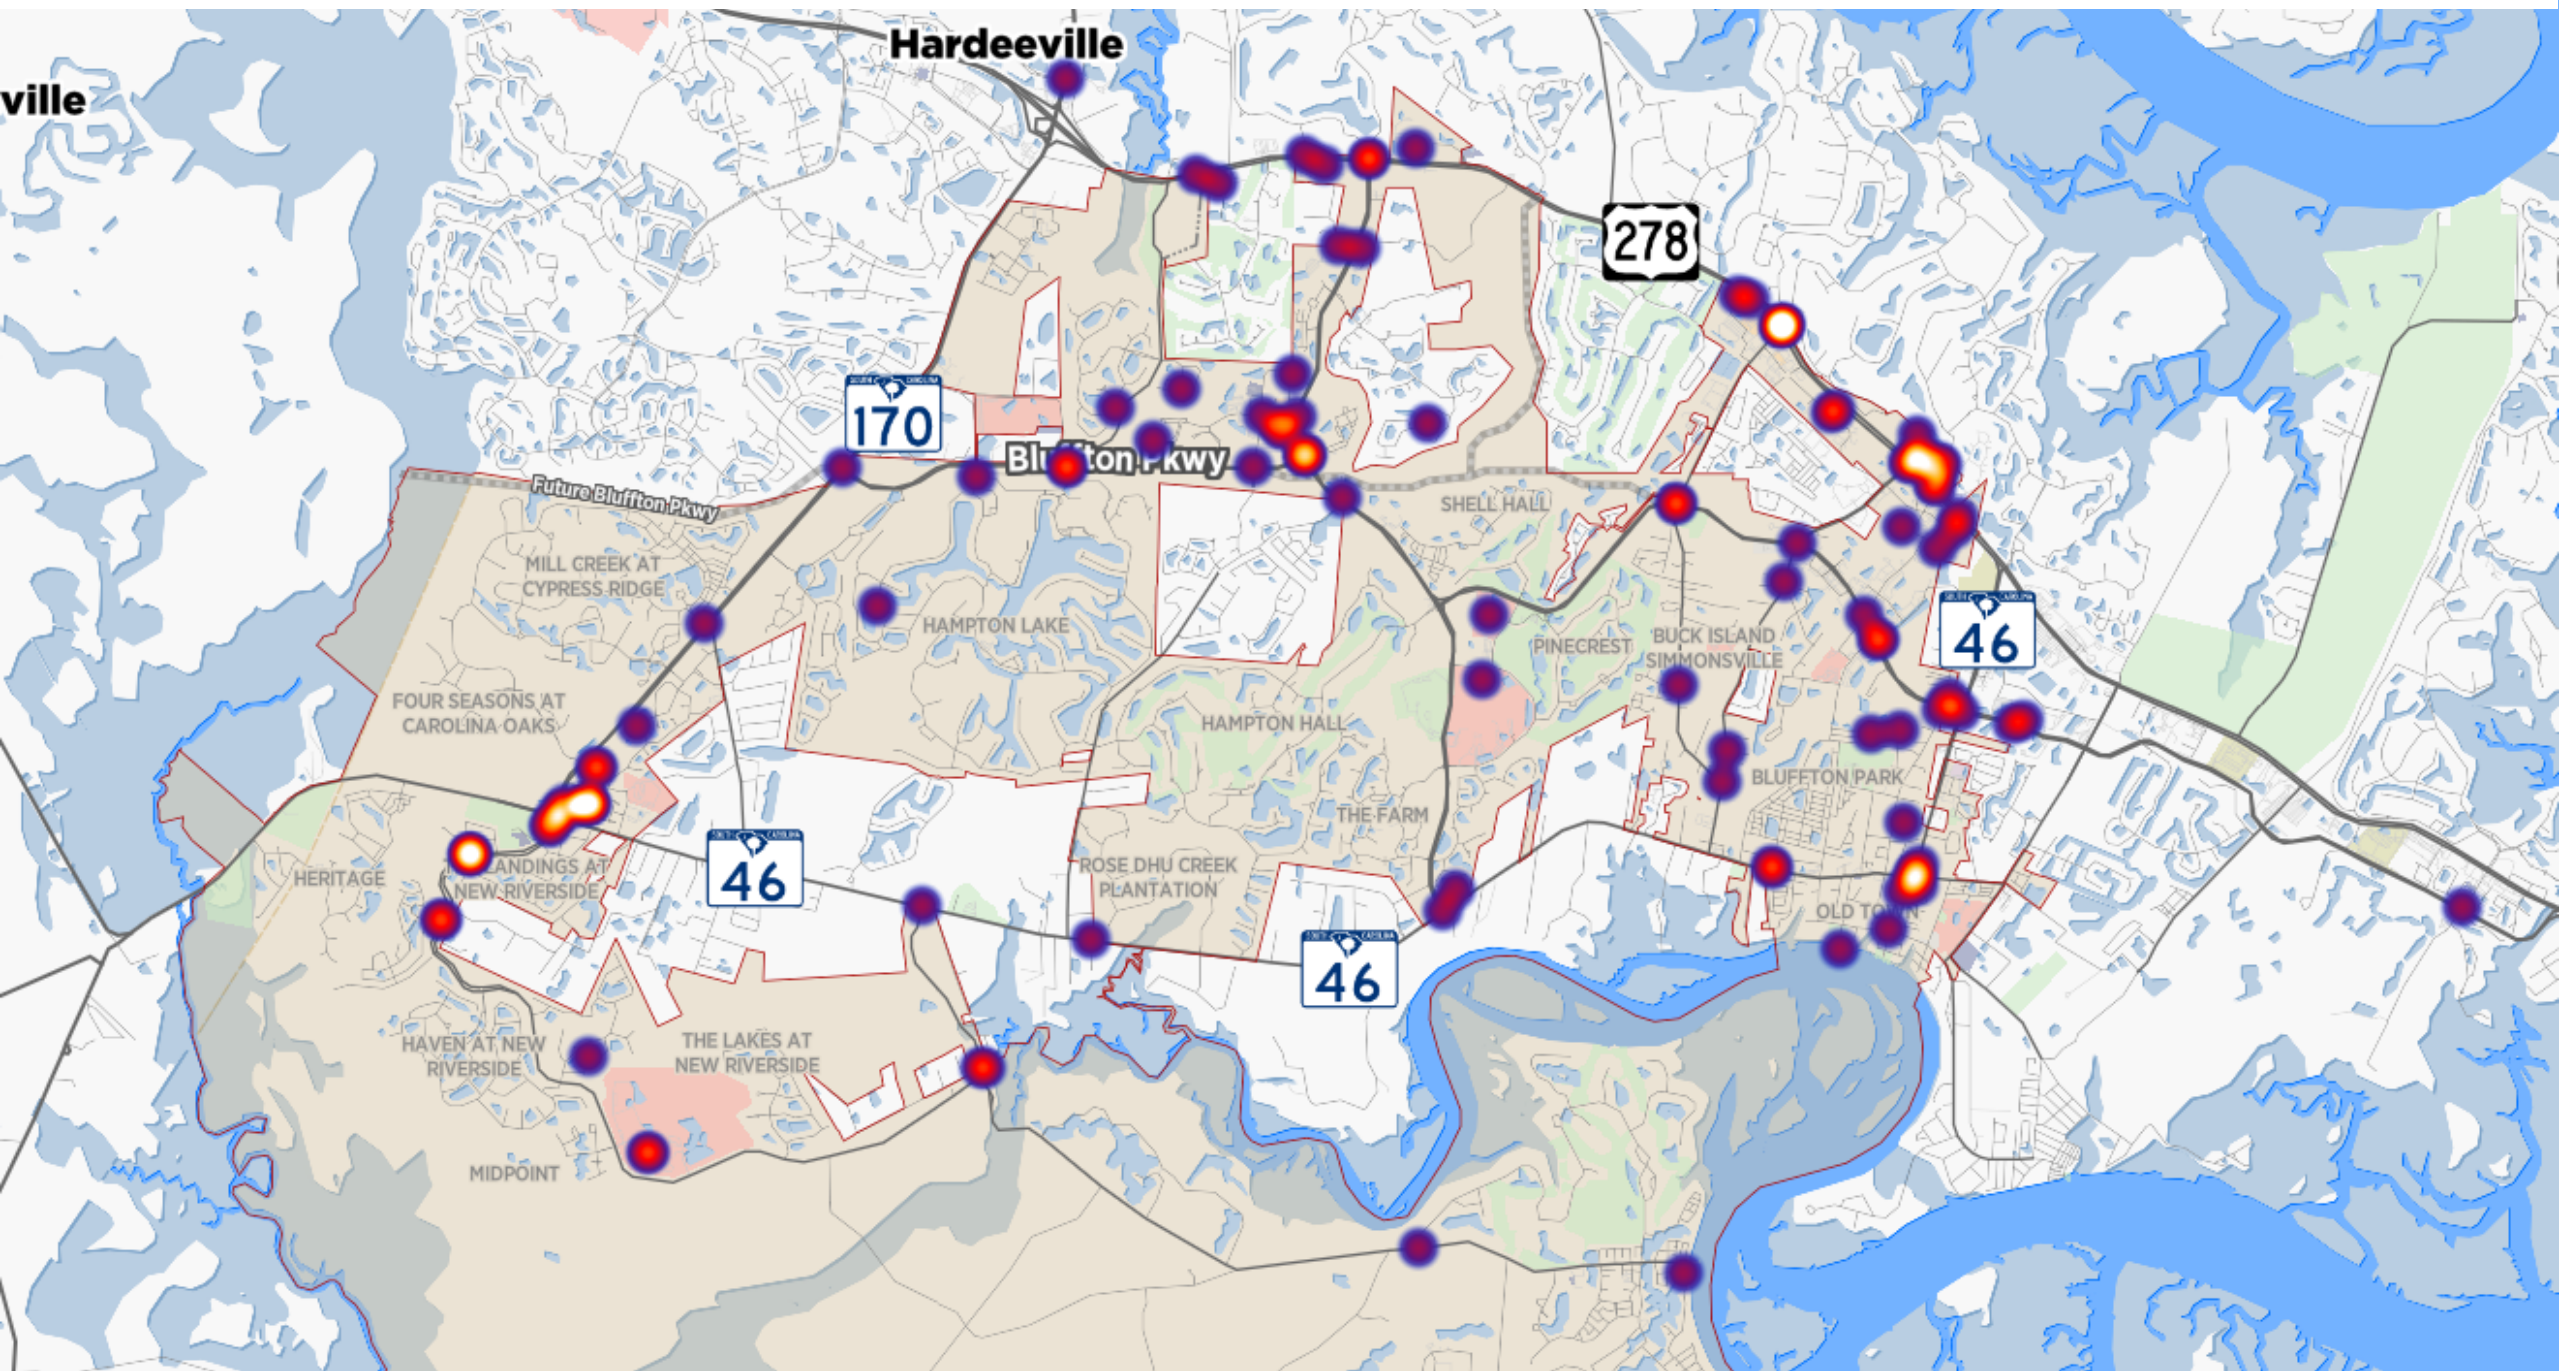 Hardeeville
ville
278
170
Bluffton Pkwy
Future Bluffton Pkwy
SHELL HALL
MILL CREEK AT
CYPRESS RIDGE
HAMPTON LAKE
PINECREST
BUCK ISLAND
SIMMONSVILLE
46
FOUR SEASONS AT
CAROLINA OAKS
HAMPTON HALL
BLUFFTON PARK
THE FARM
HERITAGE
LANDINGS AT
NEW RIVERSIDE
46
ROSE DHU CREEK
PLANTATION
OLD TOWN
46
HAVEN AT NEW
RIVERSIDE
THE LAKES AT
NEW RIVERSIDE
MIDPOINT